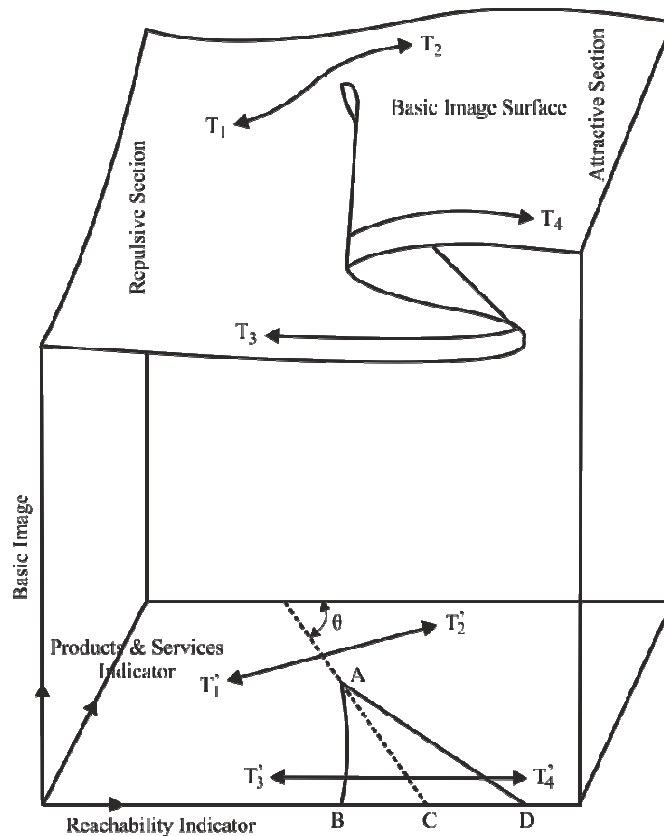 T2
T1
Basic Image Surface
Attractive Section
Repulsive Section
T4
T3
Basic Image
θ
Products & Services
Indicator
T'2
T'1
A
T'3
T'4
B
C
D
Reachability Indicator